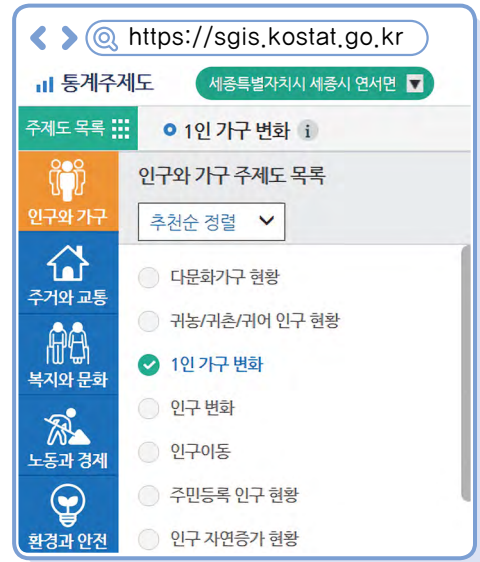 https://sgis.kostat.go.kr
통계주제도
세종특별자치시 세종시 연서면
주제도 목록
1인 가구 변화 i
인구와 가구 주제도 목록
추천순 정렬
인구와 가구
주거와 교통
복지와 문화
노동과 경제
환경과 안전
다문화가구 현황
귀농/귀촌/귀어 인구 현황
1인 가구 변화
인구 변화
인구이동
주민등록 인구 현황
인구 자연증가 현황